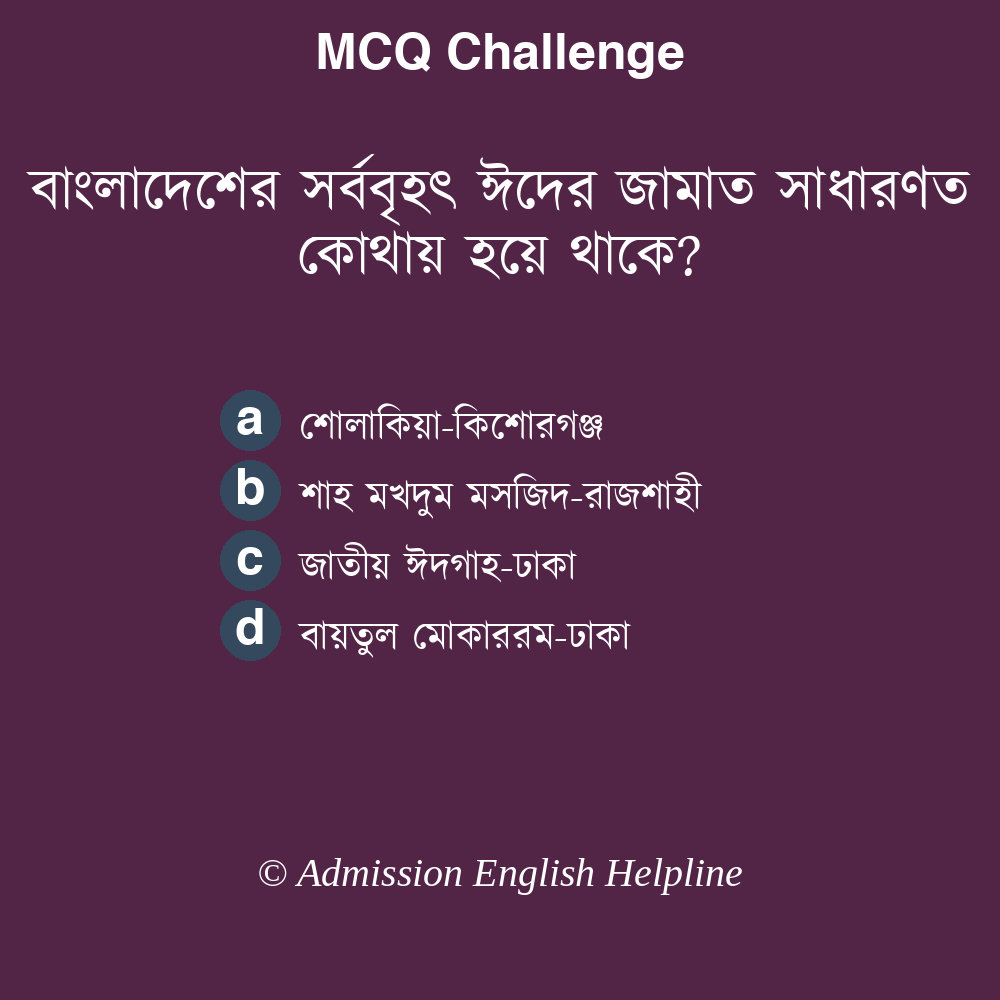 MCQ Challenge
বাংলাদেশের সর্ববৃহৎ ঈদের জামাত সাধারণত
কোথায় হয়ে থাকে?
a শোলাকিয়া-কিশোরগঞ্জ
b শাহ মখদুম মসজিদ-রাজশাহী
c জাতীয় ঈদগাহ-ঢাকা
d বায়তুল মোকাররম-ঢাকা
© Admission English Helpline